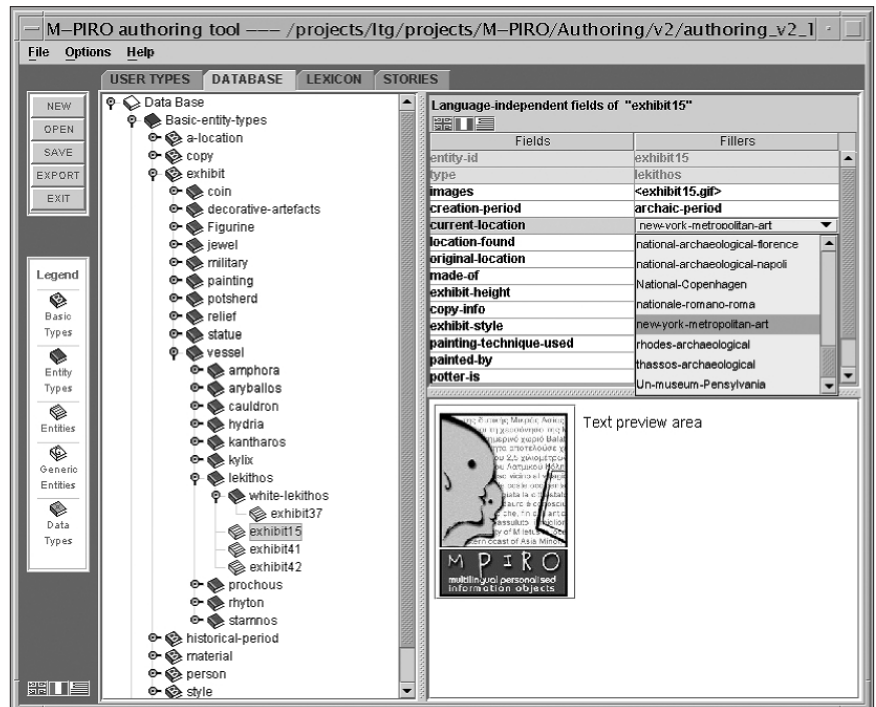 M–PIRO authoring tool ––– /projects/ltg/projects/M–PIRO/Authoring/v2/authoring_v2_1
File Options Help
USER TYPES DATABASE LEXICON STORIES
NEW
OPEN
SAVE
EXPORT
EXIT
Legend
Basic
Types
Entity
Types
Entities
Generic
Entities
Data
Types
Data Base
Basic-entity-types
a-location
copy
exhibit
coin
decorative-artefacts
Figurine
jewel
military
painting
potsherd
relief
statue
vessel
amphora
aryballos
cauldron
hydria
kantharos
kylix
lekithos
white-lekithos
exhibit37
exhibit15
exhibit41
exhibit42
prochous
rhyton
stamnos
historical-period
material
person
style
Language-independent fields of "exhibit15"
Fields Fillers
entity-id exhibit15
type lekithos
images <exhibit15.gif>
creation-period archaic-period
current-location new-york-metropolitan-art
location-found
original-location
made-of
exhibit-height
copy-info
exhibit-style
painting-technique-used
painted-by
potter-is
national-archaeological-florence
national-archaeological-napoli
National-Copenhagen
nationale-romano-roma
new-york-metropolitan-art
rhodes-archaeological
thassos-archaeological
Un-museum-Pensylvania
Text preview area
M PIRO
multilingual personalised
information objects